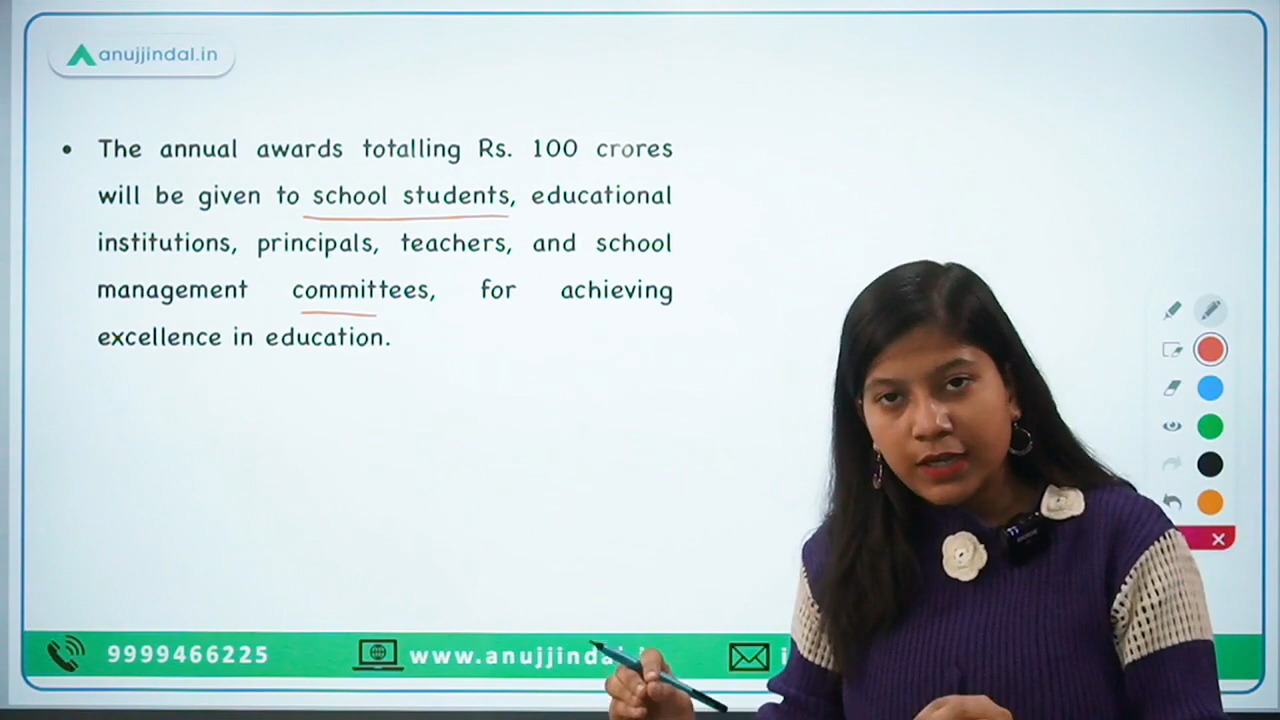 anujjindal.in
• The annual awards totalling Rs. 100 crores
will be given to school students, educational
institutions, principals, teachers, and school
management committees, for achieving
excellence in education.
9999466225
www.anujjindal.i